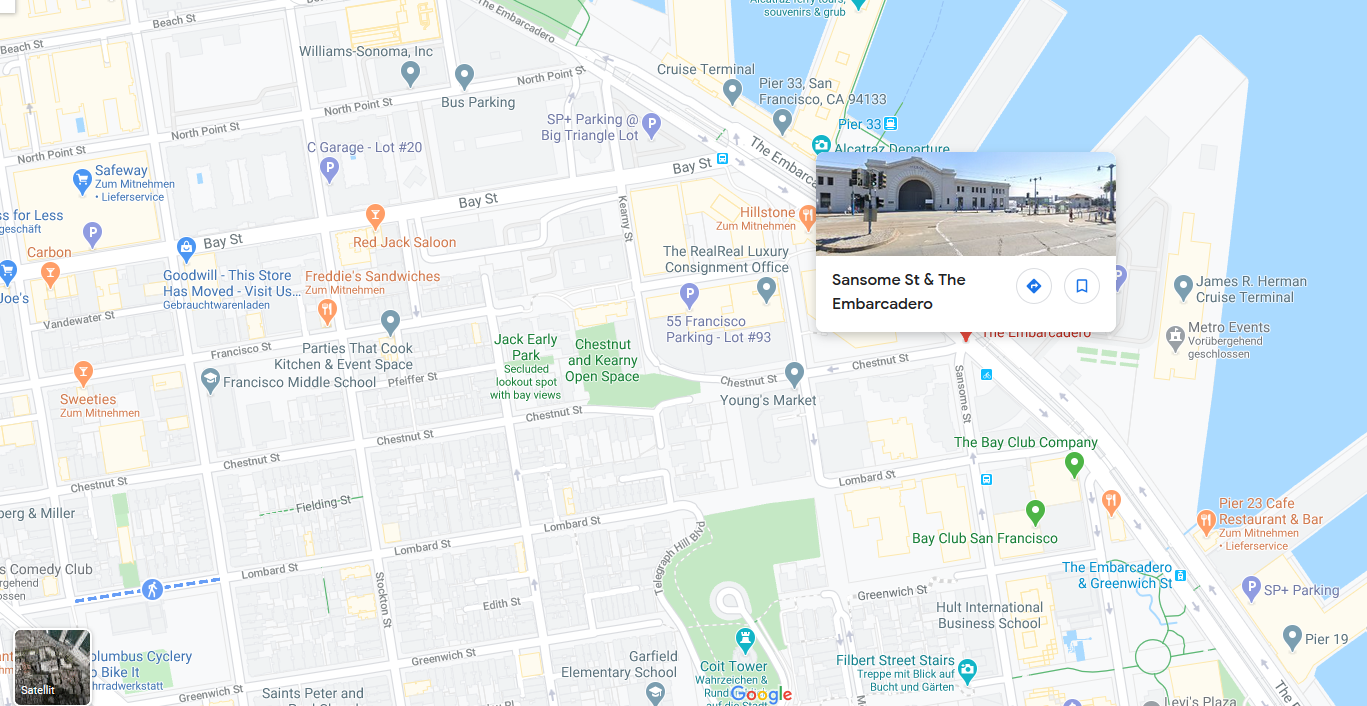 Alcatraz ferry tours,
souvenirs & grub
The Embarcadero
Beach St
Beach St
Williams-Sonoma, Inc
North Point St
Bus Parking
Cruise Terminal
Pier 33, San
Francisco, CA 94133
North Point St
North Point St
SP+ Parking @
Big Triangle Lot
Pier 33
Alcatraz Departure
The Embarca
North Point St
C Garage - Lot #20
Bay St
Safeway
Zum Mitnehmen
• Lieferservice
Bay St
Kearny St
ss for Less
geschäft
Hillstone
Zum Mitnehmen
Bay St
Red Jack Saloon
Carbon
The RealReal Luxury
Consignment Office
Sansome St & The
Embarcadero
Goodwill - This Store
Has Moved - Visit Us...
Gebrauchtwarenladen
Freddie's Sandwiches
Zum Mitnehmen
James R. Herman
Cruise Terminal
Joe's
Vandewater St
55 Francisco
Parking - Lot #93
The Embarcadero
Metro Events
Vorübergehend
geschlossen
Jack Early
Park
Secluded
lookout spot
with bay views
Chestnut
and Kearny
Open Space
Francisco St
Parties That Cook
Kitchen & Event Space
Pfeiffer St
Francisco Middle School
Chestnut St
Chestnut St
Sansome St
Sweeties
Zum Mitnehmen
Young's Market
Chestnut St
Chestnut St
Chestnut St
Chestnut St
The Bay Club Company
Lombard St
Fielding St
berg & Miller
Pier 23 Cafe
Restaurant & Bar
Zum Mitnehmen
• Lieferservice
Lombard St
Bay Club San Francisco
Lombard St
Telegraph Hill Blvd
Lombard St
s Comedy Club
ergehend
ossen
The Embarcadero
& Greenwich St
Stockton St
Greenwich St
SP+ Parking
Edith St
Hult International
Business School
Pier 19
Greenwich St
Garfield
Elementary School
Coit Tower
Wahrzeichen &
Rund
auf die Stadt
Filbert Street Stairs
Treppe mit Blick auf
Bucht und Gärten
olumbus Cyclery
o Bike It
hrradwerkstatt
Satellit
Greenwich St
Saints Peter and
Paul School
Google
Levi's Plaza
The